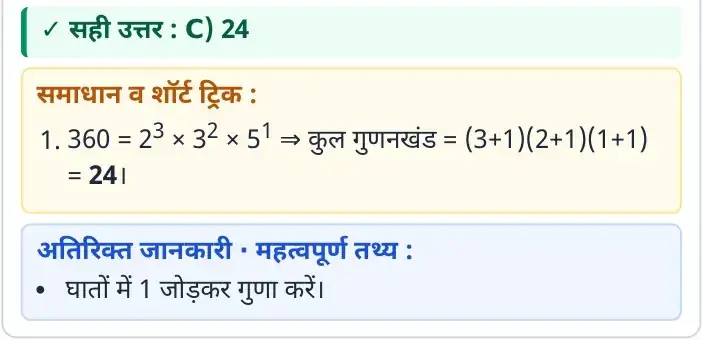 ✓ सही उत्तर : C) 24
समाधान व शॉर्ट ट्रिक :
1. 360 = 2³ × 3² × 5¹ ⇒ कुल गुणनखंड = (3+1)(2+1)(1+1)
= 24।
अतिरिक्त जानकारी · महत्वपूर्ण तथ्य :
• घातों में 1 जोड़कर गुणा करें।